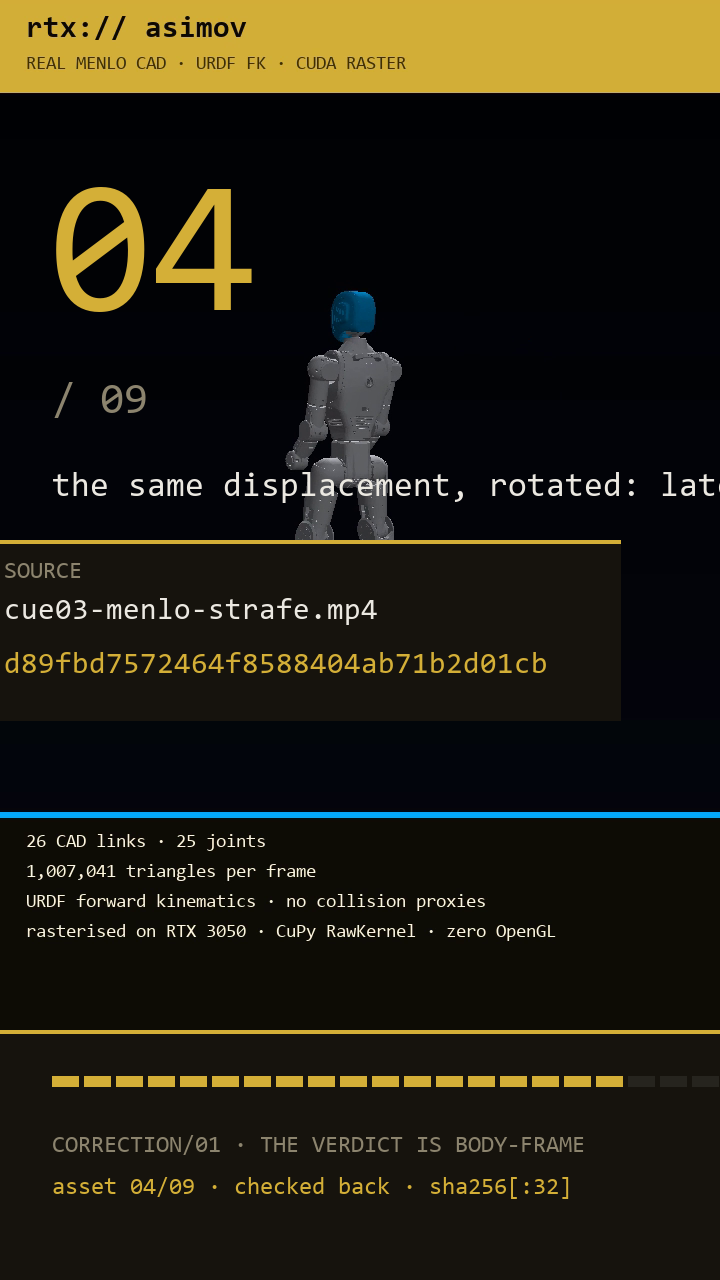 rtx:// asimov
REAL MENLO CAD · URDF FK · CUDA RASTER
04
/ 09
the same displacement, rotated: late
SOURCE
cue03-menlo-strafe.mp4
d89fbd7572464f8588404ab71b2d01cb
26 CAD links · 25 joints
1,007,041 triangles per frame
URDF forward kinematics · no collision proxies
rasterised on RTX 3050 · CuPy RawKernel · zero OpenGL
CORRECTION/01 · THE VERDICT IS BODY-FRAME
asset 04/09 · checked back · sha256[:32]